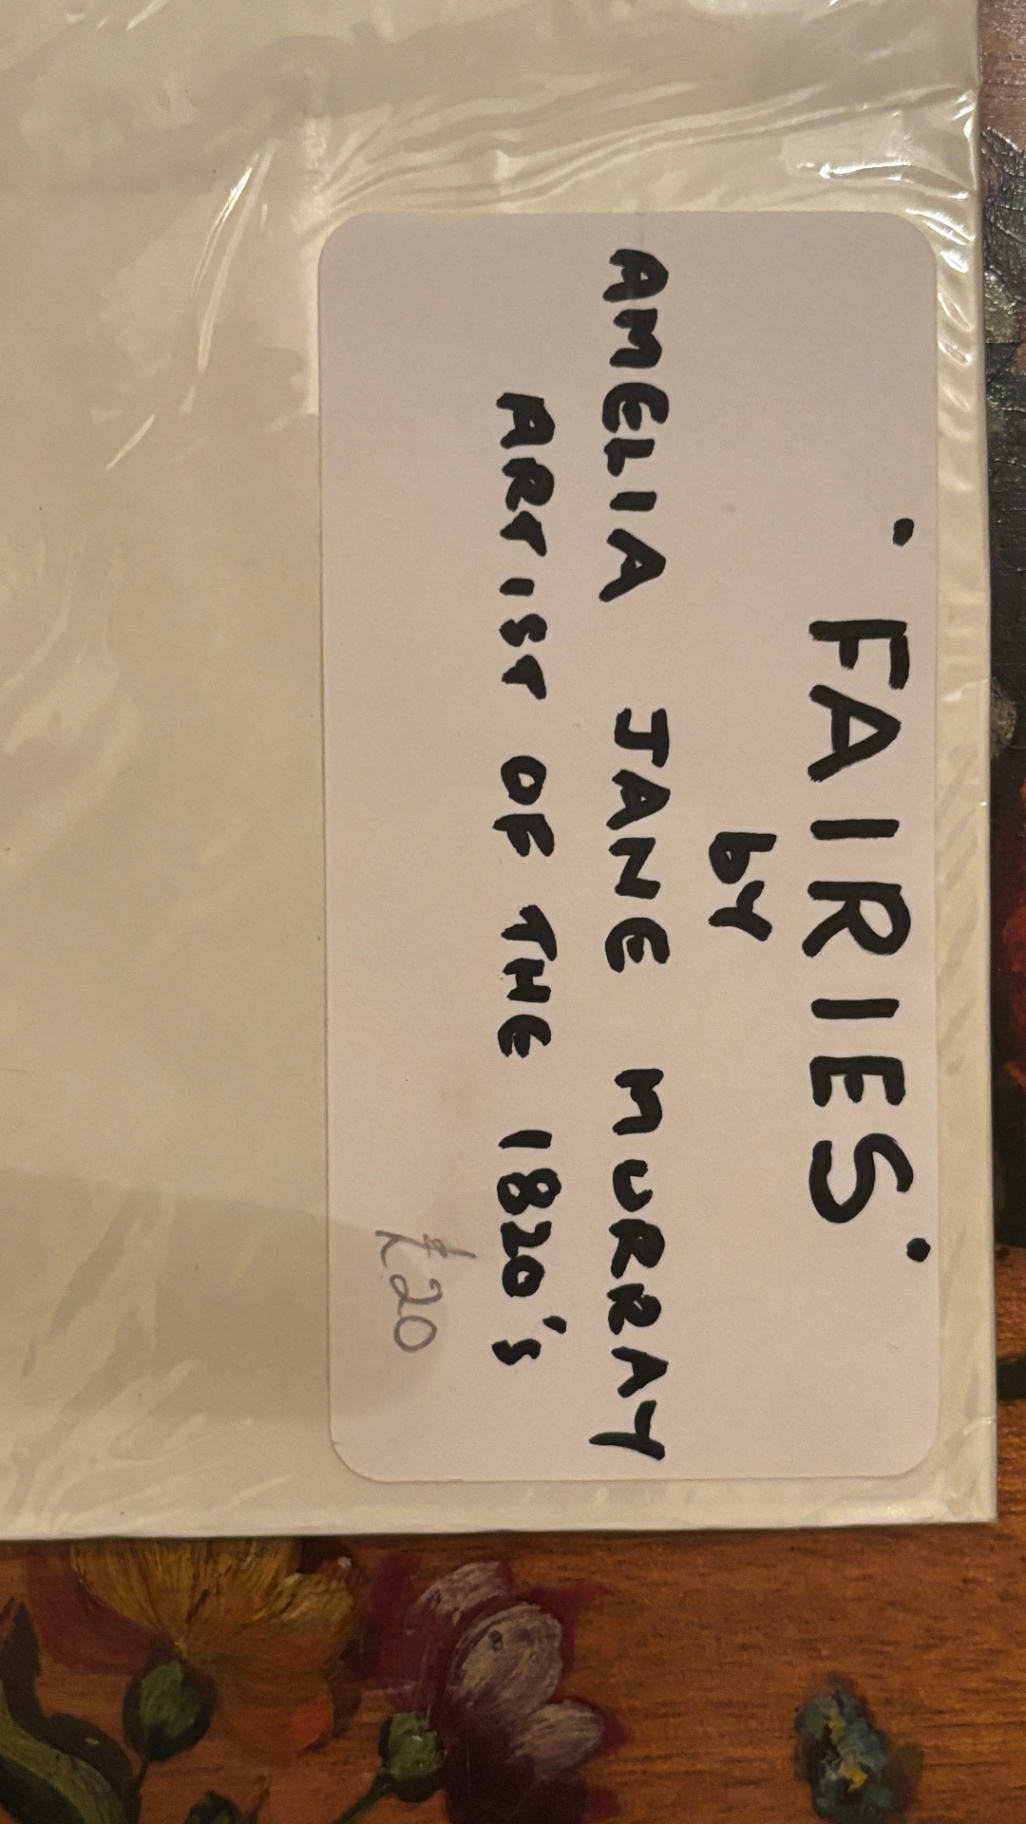 'FAIRIES'
by
AMELIA JANE MURRAY
ARTIST OF THE 1820's
£20